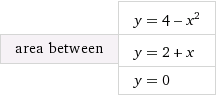 area between
y = 4 − x²
y = 2 + x
y = 0